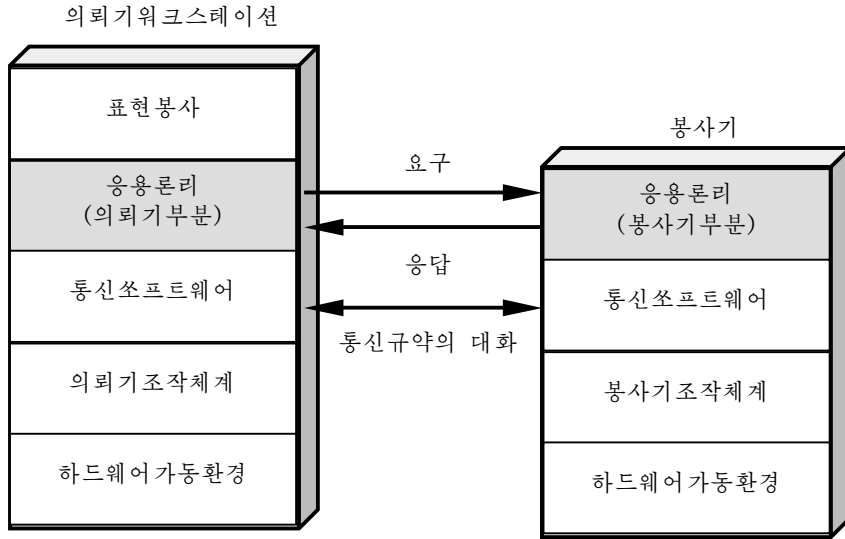 의뢰기워크스테이션
표현봉사
응용론리
(의뢰기부분)
통신쏘프트웨어
의뢰기조작체계
하드웨어가동환경
요구
응답
통신규약의 대화
봉사기
응용론리
(봉사기부분)
통신쏘프트웨어
봉사기조작체계
하드웨어가동환경